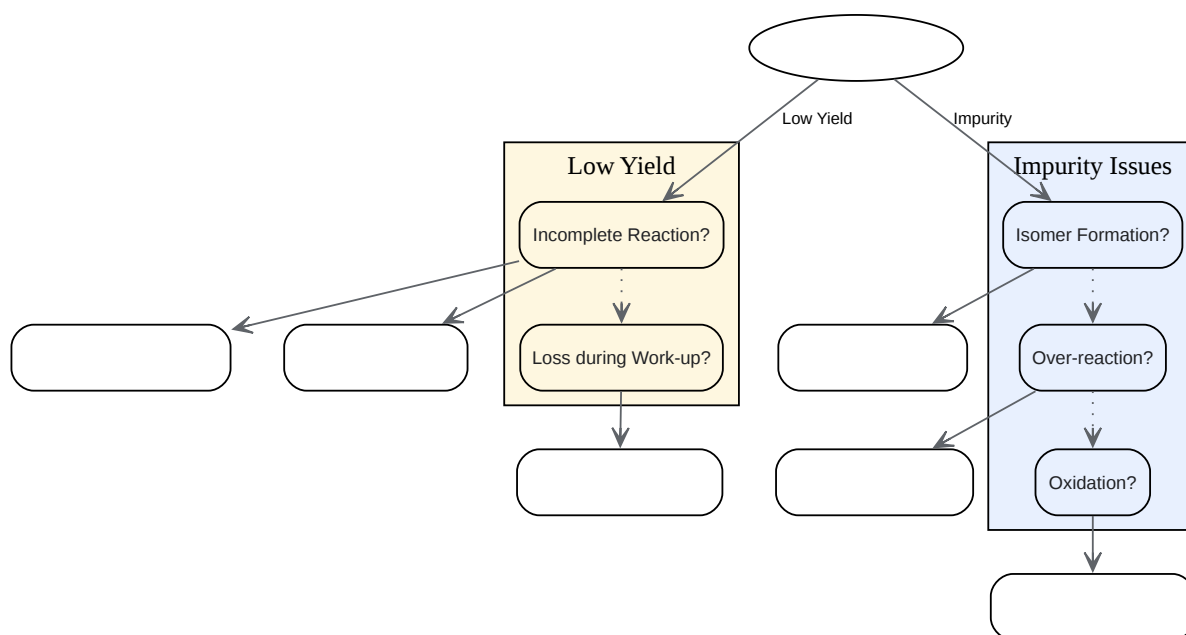 Low Yield
Impurity
Low Yield
Impurity Issues
Incomplete Reaction?
Isomer Formation?
Loss during Work-up?
Over-reaction?
Oxidation?